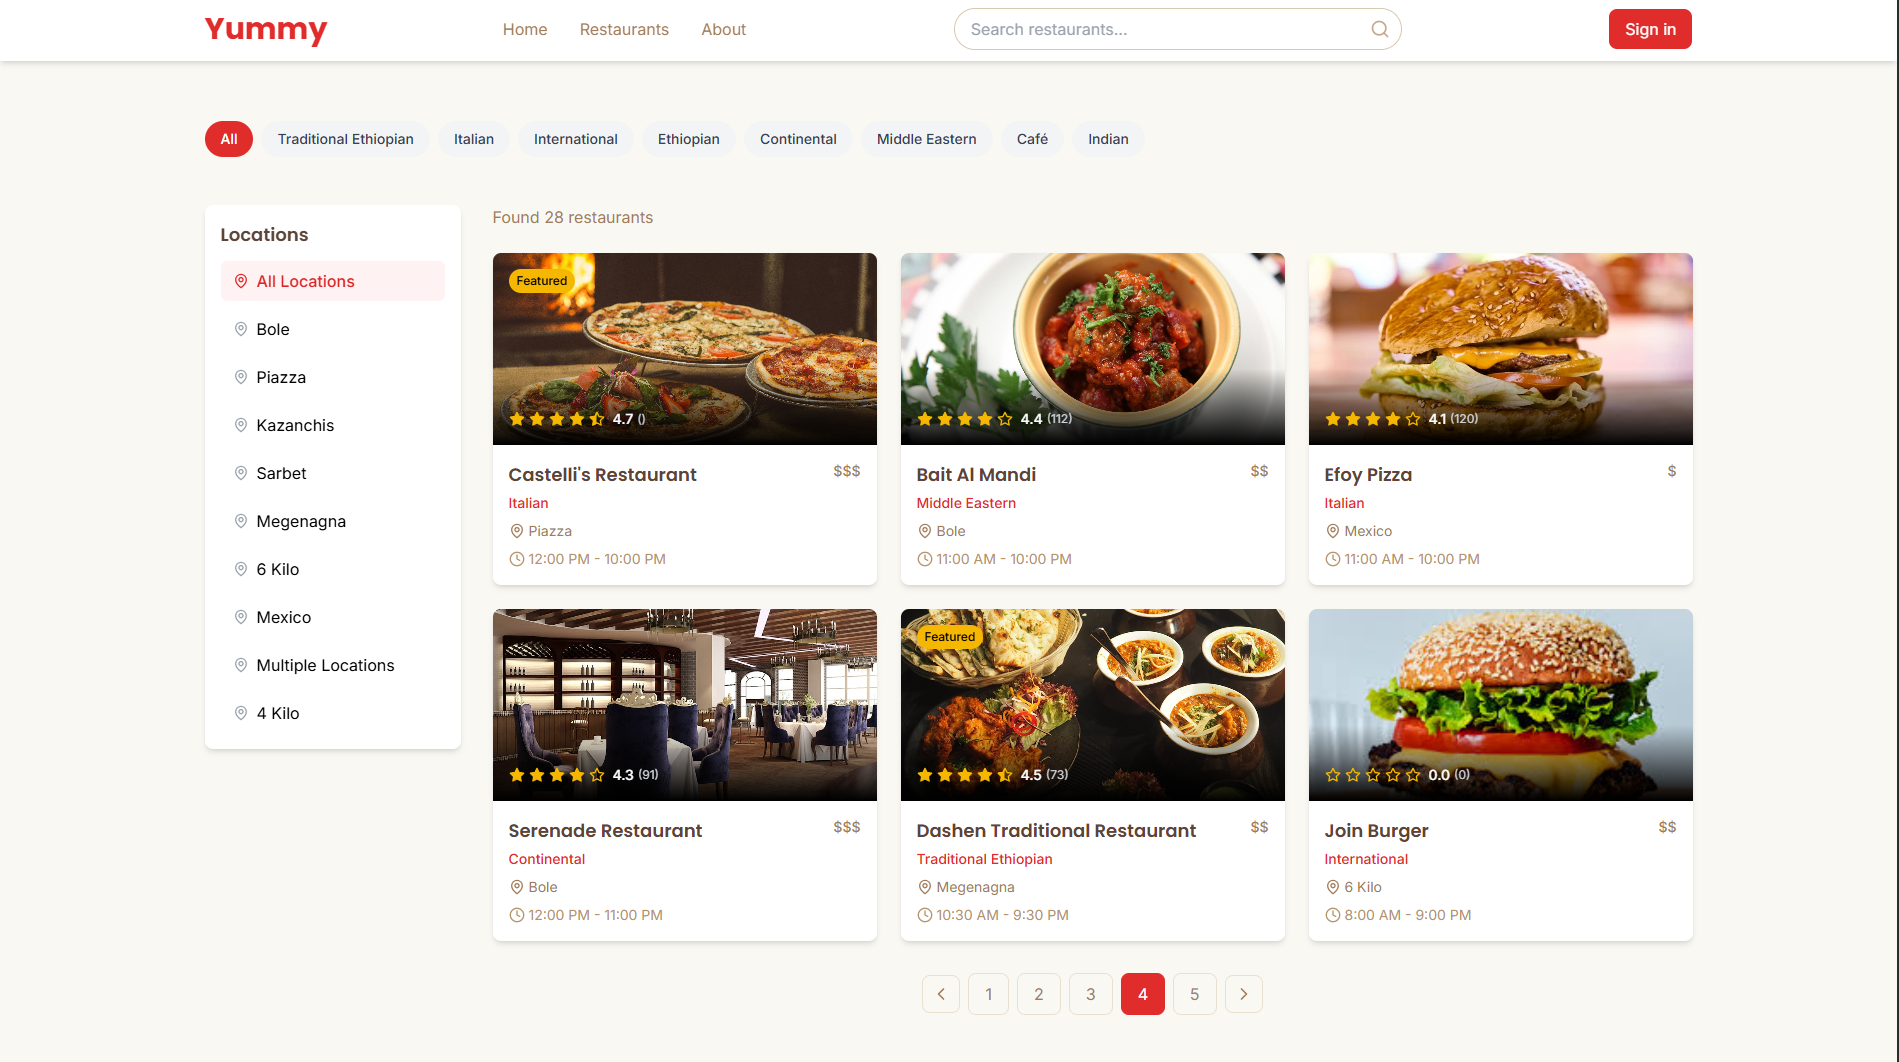 Yummy
Home
Restaurants
About
Search restaurants...
Sign in
All
Traditional Ethiopian
Italian
International
Ethiopian
Continental
Middle Eastern
Café
Indian
Locations
All Locations
Bole
Piazza
Kazanchis
Sarbet
Megenagna
6 Kilo
Mexico
Multiple Locations
4 Kilo
Found 28 restaurants
Featured
4.7 ()
Castelli's Restaurant
$$$
Italian
Piazza
12:00 PM - 10:00 PM
4.4 (112)
Bait Al Mandi
$$
Middle Eastern
Bole
11:00 AM - 10:00 PM
4.1 (120)
Efoy Pizza
$
Italian
Mexico
11:00 AM - 10:00 PM
4.3 (91)
Serenade Restaurant
$$$
Continental
Bole
12:00 PM - 11:00 PM
Featured
4.5 (73)
Dashen Traditional Restaurant
$$
Traditional Ethiopian
Megenagna
10:30 AM - 9:30 PM
0.0 (0)
Join Burger
$$
International
6 Kilo
8:00 AM - 9:00 PM
1
2
3
4
5